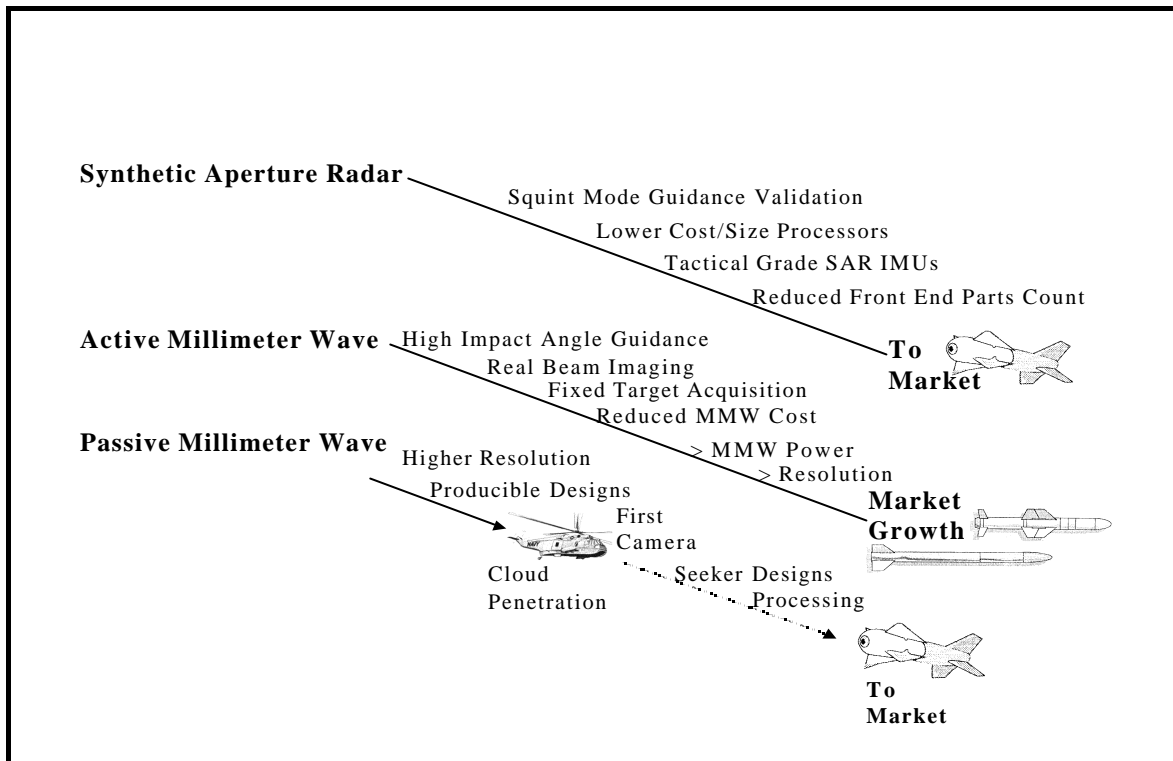 Synthetic Aperture Radar
Squint Mode Guidance Validation
Lower Cost/Size Processors
Tactical Grade SAR IMUs
Reduced Front End Parts Count
To
Market
Active Millimeter Wave
High Impact Angle Guidance
Real Beam Imaging
Fixed Target Acquisition
Reduced MMW Cost
> MMW Power
> Resolution
Market
Growth
Passive Millimeter Wave
Higher Resolution
Producible Designs
First
Camera
NAVY
Cloud
Penetration
Seeker Designs
Processing
To
Market